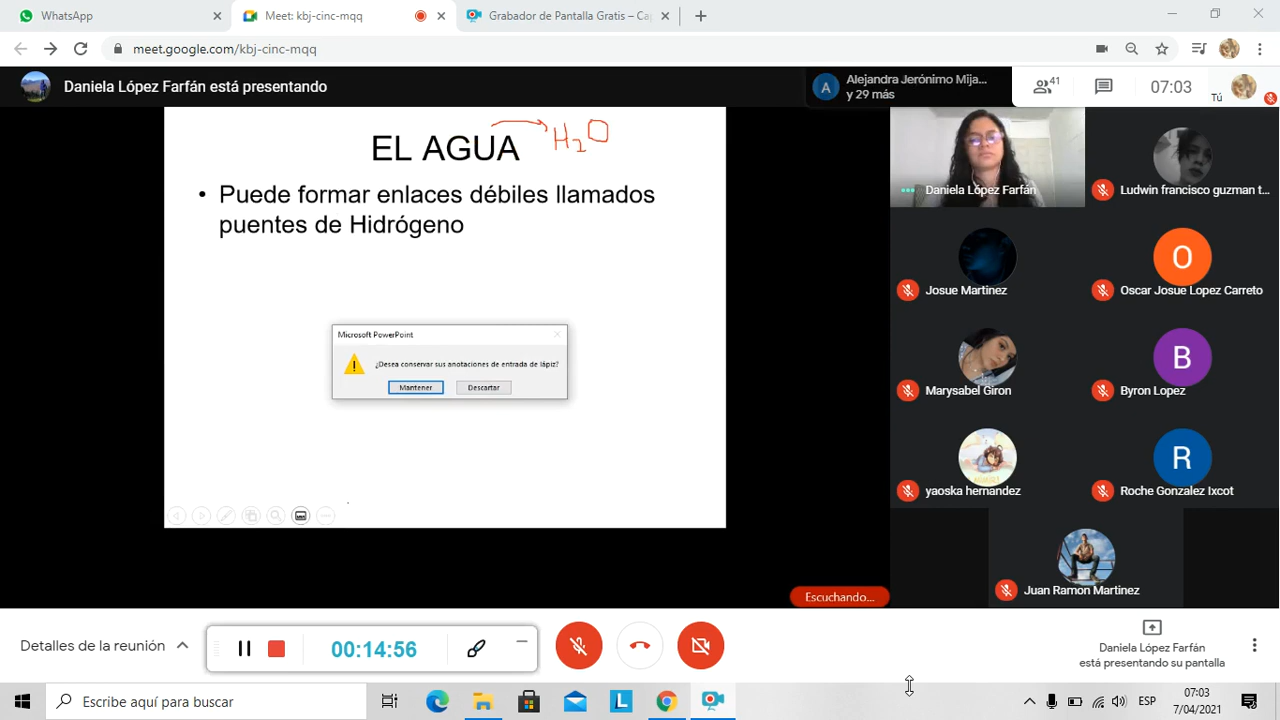 WhatsApp
Meet: kbj-cinc-mqq
Grabador de Pantalla Gratis – Ca
meet.google.com/kbj-cinc-mqq
Daniela López Farfán está presentando
A
Alejandra Jerónimo Mija...
y 29 más
41
07:03
Tú
EL AGUA
H2O
• Puede formar enlaces débiles llamados
puentes de Hidrógeno
Microsoft PowerPoint
¿Desea conservar sus anotaciones de entrada de lápiz?
Mantener
Descartar
Daniela López Farfán
Ludwin francisco guzman t...
Josue Martinez
O
Oscar Josue Lopez Carreto
Marysabel Giron
B
Byron Lopez
yaoska hernandez
R
Roche Gonzalez Ixcot
Juan Ramon Martinez
Escuchando...
Detalles de la reunión
00:14:56
Daniela López Farfán
está presentando su pantalla
Escribe aquí para buscar
L
ESP
07:03
7/04/2021